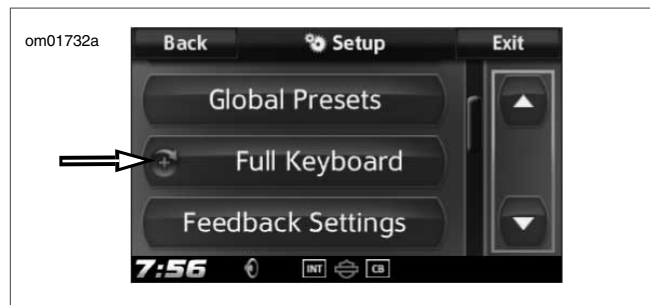 om01732a
Back Setup Exit
Global Presets
Full Keyboard
Feedback Settings
7:56 INT CB